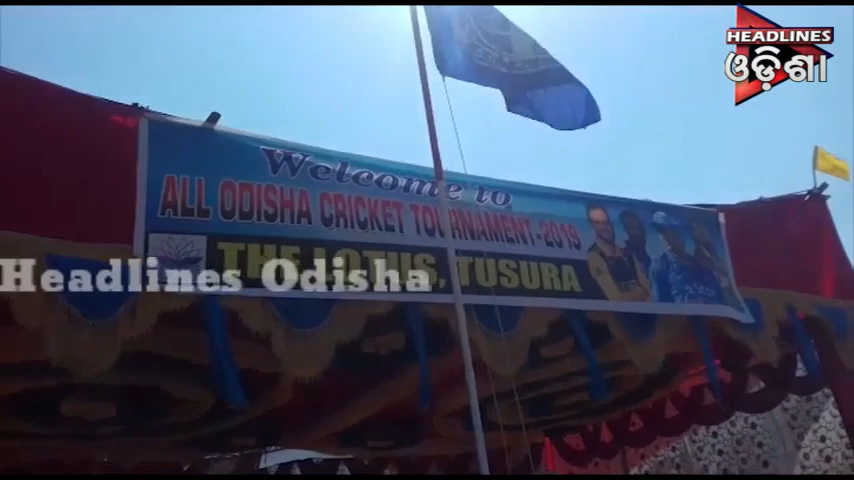 HEADLINES
ଓଡ଼ିଶା
Welcome to
ALL ODISHA CRICKET TOURNAMENT-2019
THE LOTUS, TUSURA
Headlines Odisha